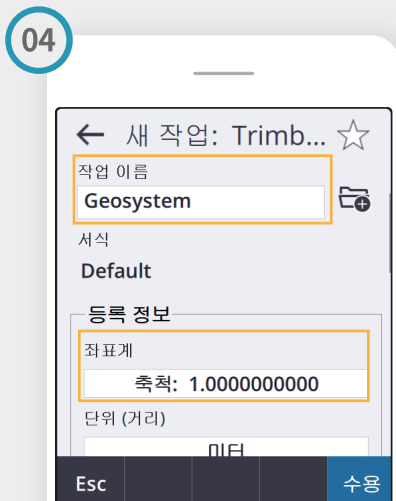 04
새 작업: Trimb...
작업 이름
Geosystem
서식
Default
등록 정보
좌표계
축척: 1.0000000000
단위 (거리)
미터
Esc
수용